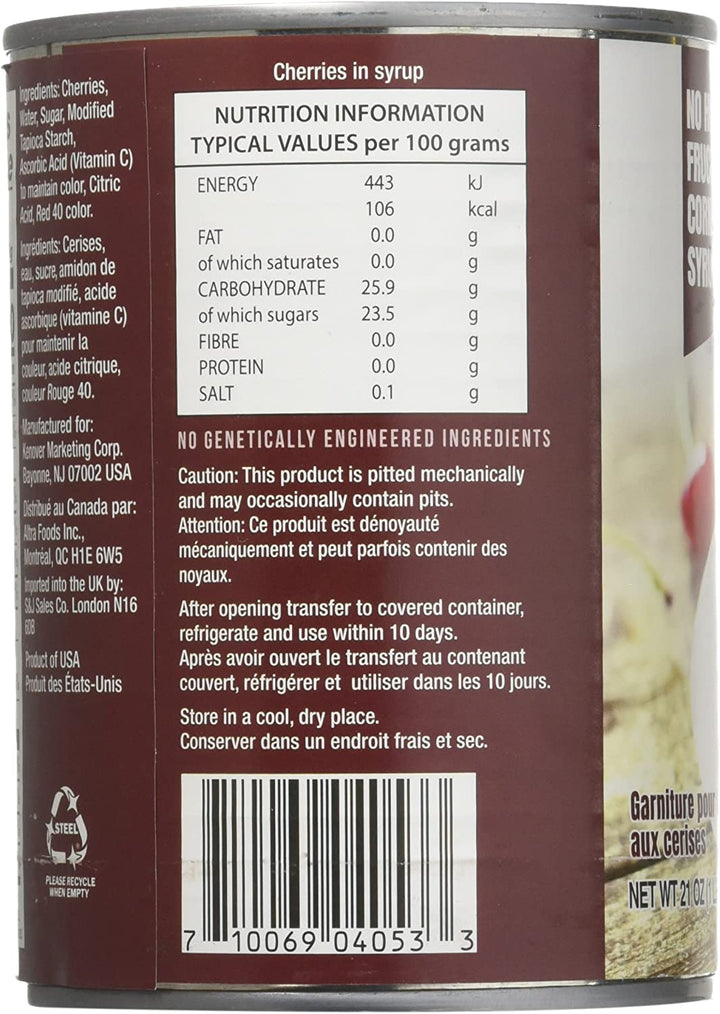 Ingredients: Cherries,
Water, Sugar, Modified
Tapioca Starch,
Ascorbic Acid (Vitamin C)
to maintain color, Citric
Acid, Red 40 color.
Ingrédients: Cerises,
eau, sucre, amidon de
tapioca modifié, acide
ascorbique (vitamine C)
pour maintenir la
couleur, acide citrique,
couleur Rouge 40.
Manufactured for:
Kenover Marketing Corp.
Bayonne, NJ 07002 USA
Distribué au Canada par:
Altra Foods Inc.,
Montréal, QC H1E 6W5
Imported into the UK by:
S&J Sales Co. London N16
6DB
Product of USA
Produit des États-Unis
STEEL
PLEASE RECYCLE
WHEN EMPTY
Cherries in syrup
NUTRITION INFORMATION
TYPICAL VALUES per 100 grams
ENERGY 443 kJ
106 kcal
FAT 0.0 g
of which saturates 0.0 g
CARBOHYDRATE 25.9 g
of which sugars 23.5 g
FIBRE 0.0 g
PROTEIN 0.0 g
SALT 0.1 g
NO GENETICALLY ENGINEERED INGREDIENTS
Caution: This product is pitted mechanically
and may occasionally contain pits.
Attention: Ce produit est dénoyauté
mécaniquement et peut parfois contenir des
noyaux.
After opening transfer to covered container,
refrigerate and use within 10 days.
Après avoir ouvert le transfert au contenant
couvert, réfrigérer et utiliser dans les 10 jours.
Store in a cool, dry place.
Conserver dans un endroit frais et sec.
7 10069 04053 3
NO
SYR
Garniture pour
aux cerises
NET WT 21 OZ (1